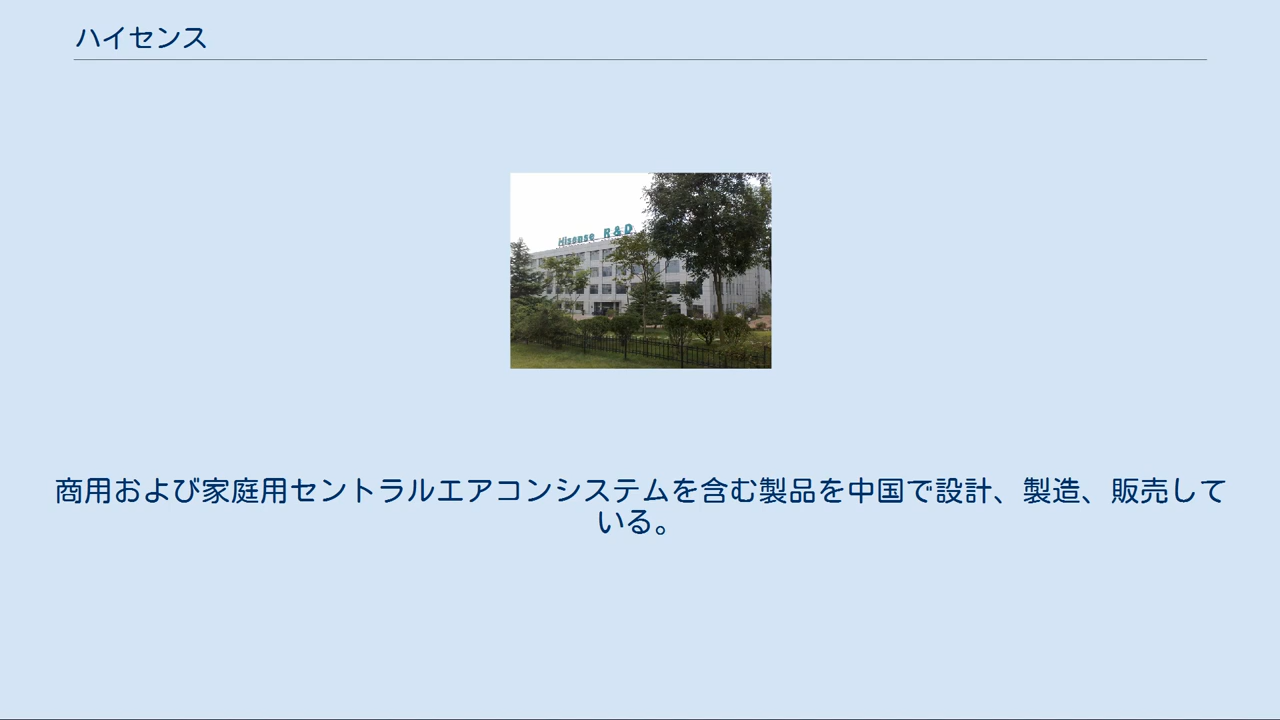 ハイセンス
Hisense R&D
商用および家庭用セントラルエアコンシステムを含む製品を中国で設計、製造、販売して
いる。